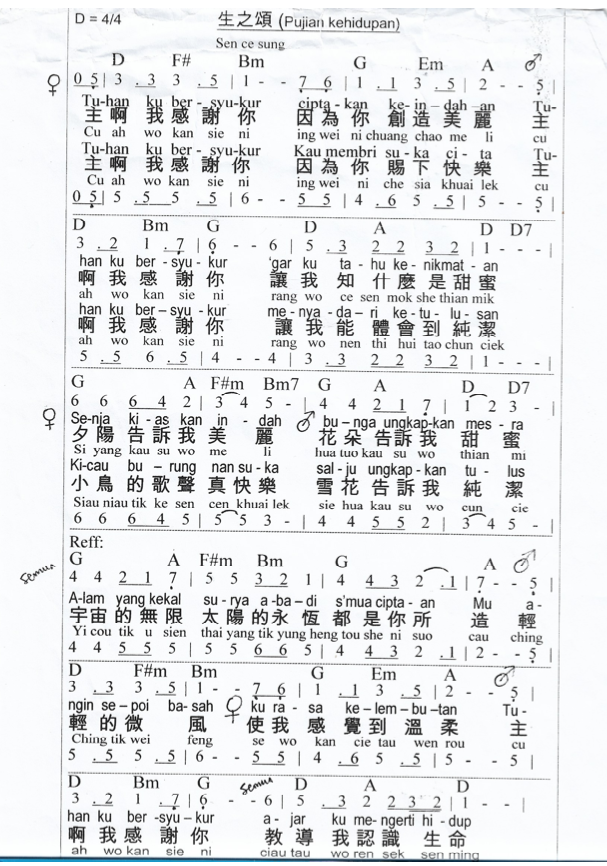 D = 4/4 生之頌 (Pujian kehidupan)
Sen ce sung
D F# Bm G Em A ♂
♀ 0 5 | 3 . 3 3 . 5 | 1 - - 7 6 | 1 . 1 3 . 5 | 2 - - 5 |
Tu-han ku ber - syu-kur cipta - kan ke-in – dah –an Tu-
主啊 我感謝你 因為你創造美麗 主
Cu ah wo kan sie ni ing wei ni chuang chao me li cu
Tu-han ku ber - syu-kur Kau membri su - ka ci - ta Tu-
主啊 我感謝你 因為你賜下快樂 主
Cu ah wo kan sie ni ing wei ni che sia khuai lek cu
0 5 | 5 . 5 5 . 5 | 6 - - 5 5 | 4 . 6 5 . 5 | 5 - - 5 |
D Bm G D A D D7
3 . 2 1 . 7 | 6 - - 6 | 5 . 3 2 2 3 2 | 1 - - - |
han ku ber -syu - kur 'gar ku ta - hu ke - nikmat - an
啊我感謝你 讓我知什麼是甜蜜
ah wo kan sie ni rang wo ce sen mok she thian mik
han ku ber – syu - kur me - nya - da – ri ke - tu - lu - san
啊我感謝你 讓我能體會到純潔
ah wo kan sie ni rang wo nen thi hui tao chun ciek
5 . 5 6 . 5 | 4 - - 4 | 3 . 3 2 2 3 2 | 1 - - - |
G A F#m Bm7 G A D D7
♀ 6 6 6 4 2 | 3 4 5 - | 4 4 2 1 7 | 1 2 3 - |
Se-nja ki - as kan in - dah ♂ bu – nga ungkap-kan mes - ra
夕陽告訴我美麗 花朵告訴我甜蜜
Si yang kau su wo me li hua tuo kau su wo thian mi
Ki-cau bu – rung nan su - ka sal - ju ungkap - kan tu - lus
小鳥的歌聲真快樂 雪花告訴我純潔
Siau niau tik ke sen cen khuai lek sie hua kau su wo cun cie
6 6 6 4 5 | 5 5 3 - | 4 4 5 5 2 | 3 4 5 - |
Reff:
semua
G A F#m Bm G A ♂
4 4 2 1 7 | 5 5 3 2 1 | 4 4 3 2 . 1 | 7 - - 5 |
A-lam yang kekal su - rya a -ba – di s'mua cipta - an Mu a -
宇宙的無限 太陽的永恆都是你所造 輕
Yi cou tik u sien thai yang tik yung heng tou she ni suo cau ching
4 4 5 5 5 | 5 5 6 6 5 | 4 4 3 2 . 1 | 2 - - 5 |
D F#m Bm G Em A ♂
3 . 3 3 . 5 | 1 - - 7 6 | 1 . 1 3 . 5 | 2 - - 5 |
ngin se – poi ba- sah ♀ ku ra - sa ke – lem – bu –tan Tu -
輕的微風 使我感覺到溫柔 主
Ching tik wei feng se wo kan cie tau wen rou cu
5 . 5 5 . 5 | 6 - - 5 5 | 4 . 6 5 . 5 | 5 - - 5 |
D Bm G semua D A D
3 . 2 1 . 7 | 6 - - 6 | 5 . 3 2 2 3 2 | 1 - - |
han ku ber -syu – kur a - jar ku me- ngerti hi - dup
啊我感謝你 教導我認識生命
ah wo kan sie ni ciau tau wo ren sek sen ming